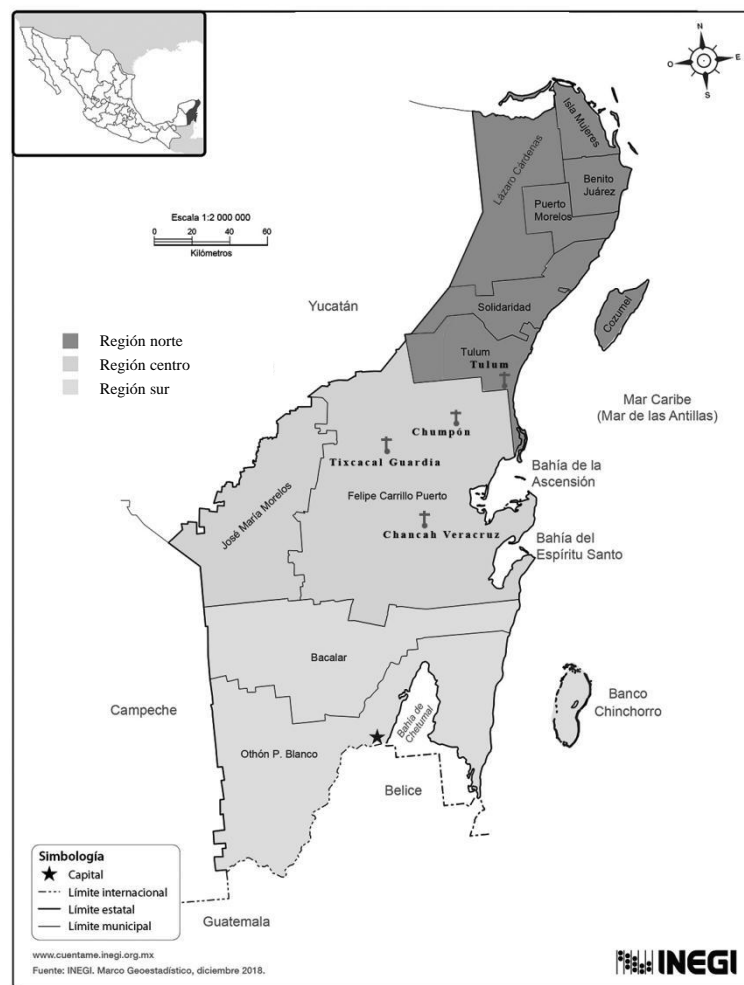 N
O
E
S
Escala 1:2 000 000
0 20 40 60
Kilómetros
Isla Mujeres
Lázaro Cárdenas
Benito
Juárez
Puerto
Morelos
Yucatán
Solidaridad
Cozumel
Región norte
Región centro
Región sur
Tulum
Tulum
Mar Caribe
(Mar de las Antillas)
Chumpón
Tixcacal Guardia
Bahía de la
Ascensión
Felipe Carrillo Puerto
José María Morelos
Chancah Veracruz
Bahía del
Espíritu Santo
Bacalar
Campeche
Bahía de
Chetumal
Banco
Chinchorro
Othón P. Blanco
Belice
Simbología
Capital
Límite internacional
Límite estatal
Límite municipal
Guatemala
www.cuentame.inegi.org.mx
Fuente: INEGI. Marco Geoestadístico, diciembre 2018.
INEGI